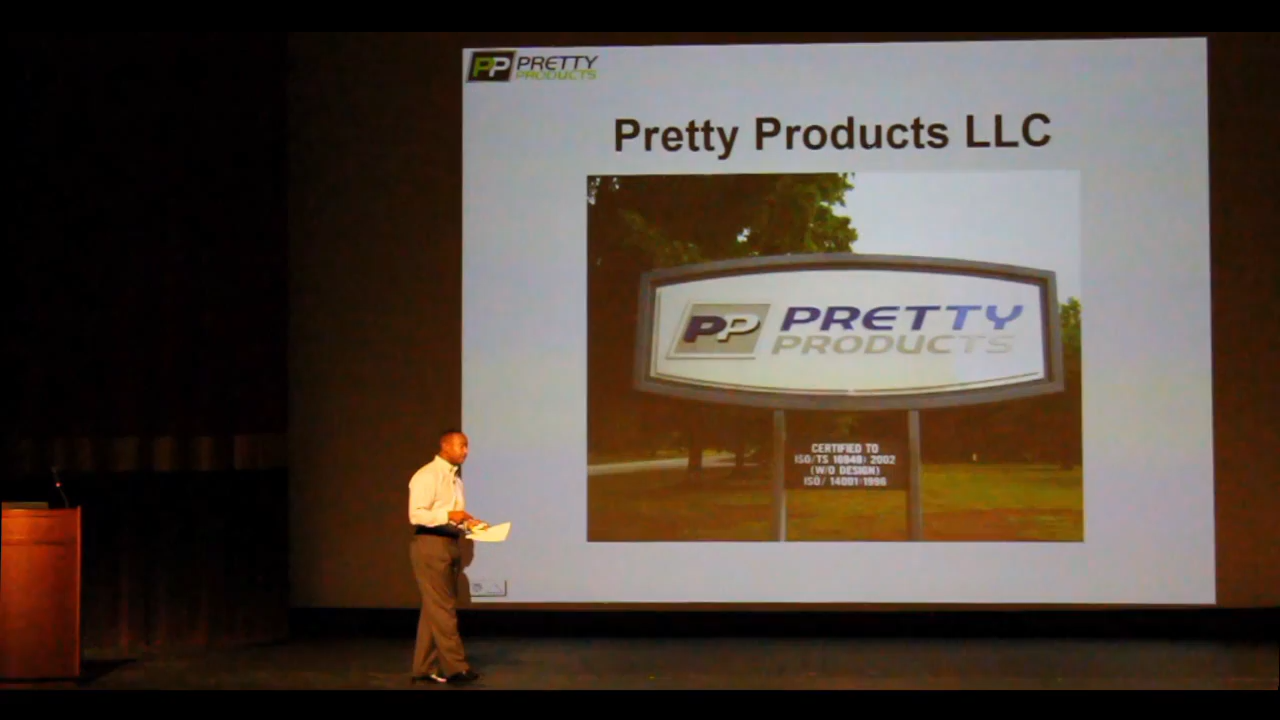 PP PRETTY
PRODUCTS
Pretty Products LLC
PP PRETTY
PRODUCTS
CERTIFIED TO
ISO/TS 16949: 2002
(W/O DESIGN)
ISO/ 14001:1996